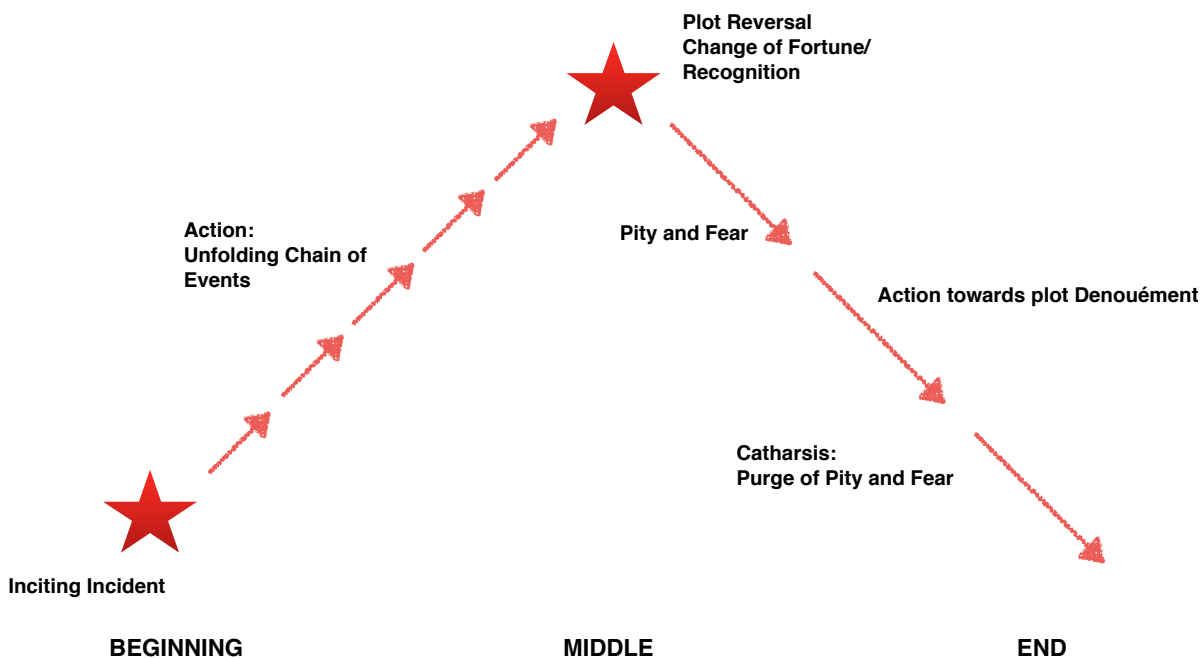 Plot Reversal
Change of Fortune/
Recognition
Action:
Unfolding Chain of
Events
Pity and Fear
Action towards plot Denouément
Catharsis:
Purge of Pity and Fear
Inciting Incident
BEGINNING
MIDDLE
END